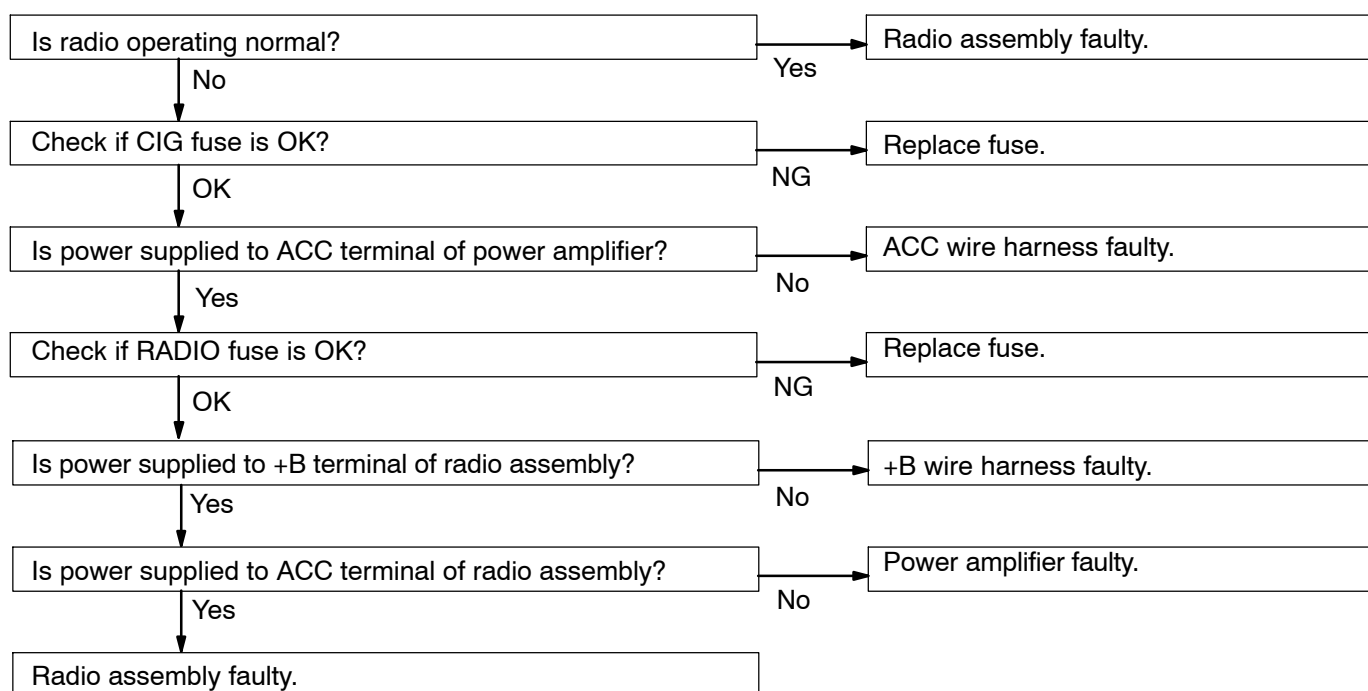 Is radio operating normal?
Radio assembly faulty.
Yes
No
Check if CIG fuse is OK?
Replace fuse.
NG
OK
Is power supplied to ACC terminal of power amplifier?
ACC wire harness faulty.
No
Yes
Check if RADIO fuse is OK?
Replace fuse.
NG
OK
Is power supplied to +B terminal of radio assembly?
+B wire harness faulty.
No
Yes
Is power supplied to ACC terminal of radio assembly?
Power amplifier faulty.
No
Yes
Radio assembly faulty.